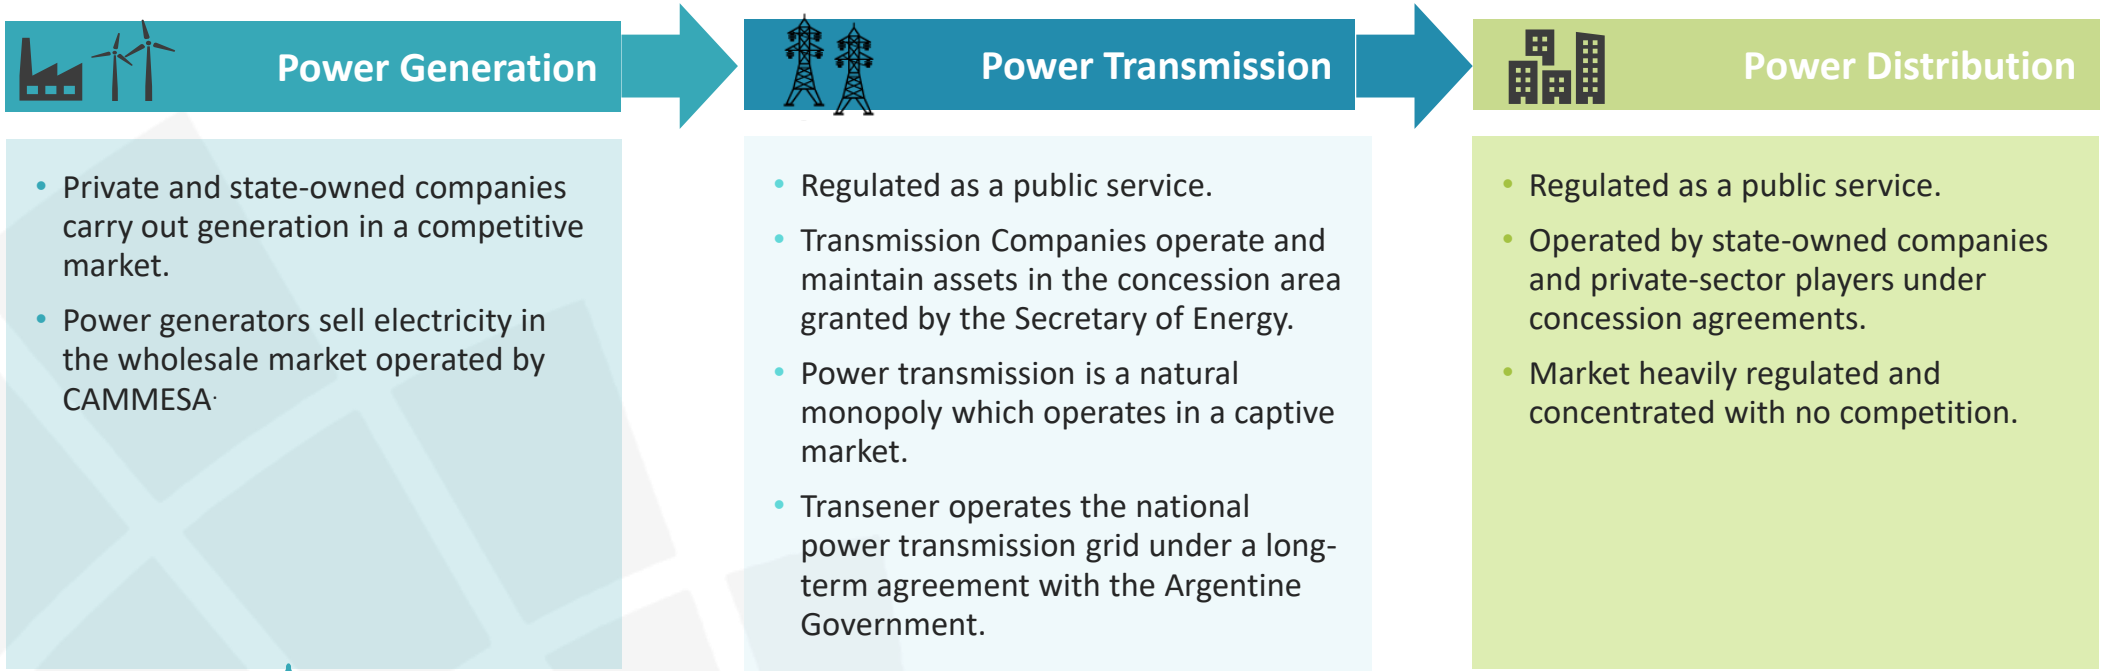 Power Generation
• Private and state-owned companies
carry out generation in a competitive
market.
• Power generators sell electricity in
the wholesale market operated by
CAMMESA.
Power Transmission
• Regulated as a public service.
• Transmission Companies operate and
maintain assets in the concession area
granted by the Secretary of Energy.
• Power transmission is a natural
monopoly which operates in a captive
market.
• Transener operates the national
power transmission grid under a long-
term agreement with the Argentine
Government.
Power Distribution
• Regulated as a public service.
• Operated by state-owned companies
and private-sector players under
concession agreements.
• Market heavily regulated and
concentrated with no competition.